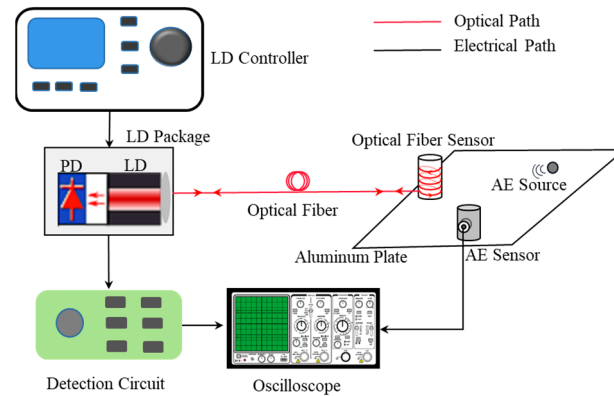 Optical Path
Electrical Path
LD Controller
LD Package
PD
LD
Optical Fiber Sensor
AE Source
Optical Fiber
Aluminum Plate
AE Sensor
Detection Circuit
Oscilloscope